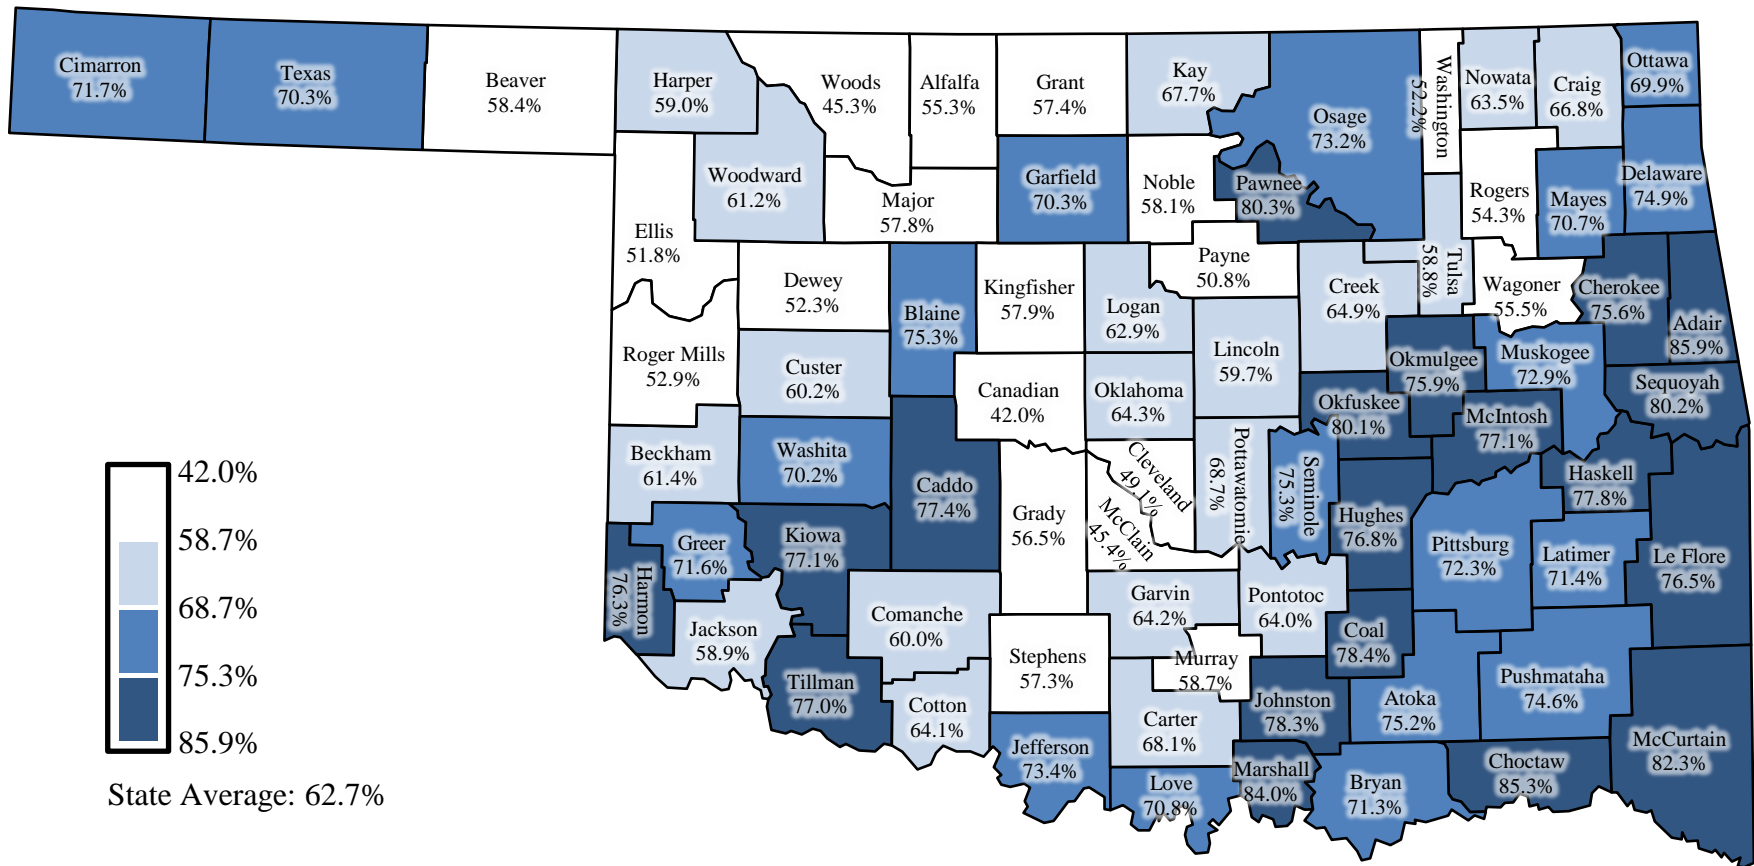 Cimarron
71.7%
Texas
70.3%
Beaver
58.4%
Harper
59.0%
Woods
45.3%
Alfalfa
55.3%
Grant
57.4%
Kay
67.7%
Osage
73.2%
Washington
52.2%
Nowata
63.5%
Craig
66.8%
Ottawa
69.9%
Woodward
61.2%
Major
57.8%
Garfield
70.3%
Noble
58.1%
Pawnee
80.3%
Rogers
54.3%
Mayes
70.7%
Delaware
74.9%
Ellis
51.8%
Dewey
52.3%
Blaine
75.3%
Kingfisher
57.9%
Logan
62.9%
Payne
50.8%
Creek
64.9%
Tulsa
58.8%
Wagoner
55.5%
Cherokee
75.6%
Adair
85.9%
Roger Mills
52.9%
Custer
60.2%
Canadian
42.0%
Oklahoma
64.3%
Lincoln
59.7%
Okfuskee
80.1%
Okmulgee
75.9%
Muskogee
72.9%
McIntosh
77.1%
Sequoyah
80.2%
Beckham
61.4%
Washita
70.2%
Caddo
77.4%
Grady
56.5%
Cleveland
49.1%
McClain
45.4%
Pottawatomie
68.7%
Seminole
75.3%
Hughes
76.8%
Pittsburg
72.3%
Haskell
77.8%
Latimer
71.4%
Le Flore
76.5%
Harmon
76.3%
Greer
71.6%
Kiowa
77.1%
Jackson
58.9%
Comanche
60.0%
Tillman
77.0%
Cotton
64.1%
Stephens
57.3%
Garvin
64.2%
Pontotoc
64.0%
Murray
58.7%
Coal
78.4%
Johnston
78.3%
Atoka
75.2%
Pushmataha
74.6%
Jefferson
73.4%
Carter
68.1%
Love
70.8%
Marshall
84.0%
Bryan
71.3%
Choctaw
85.3%
McCurtain
82.3%
42.0%
58.7%
68.7%
75.3%
85.9%
State Average: 62.7%